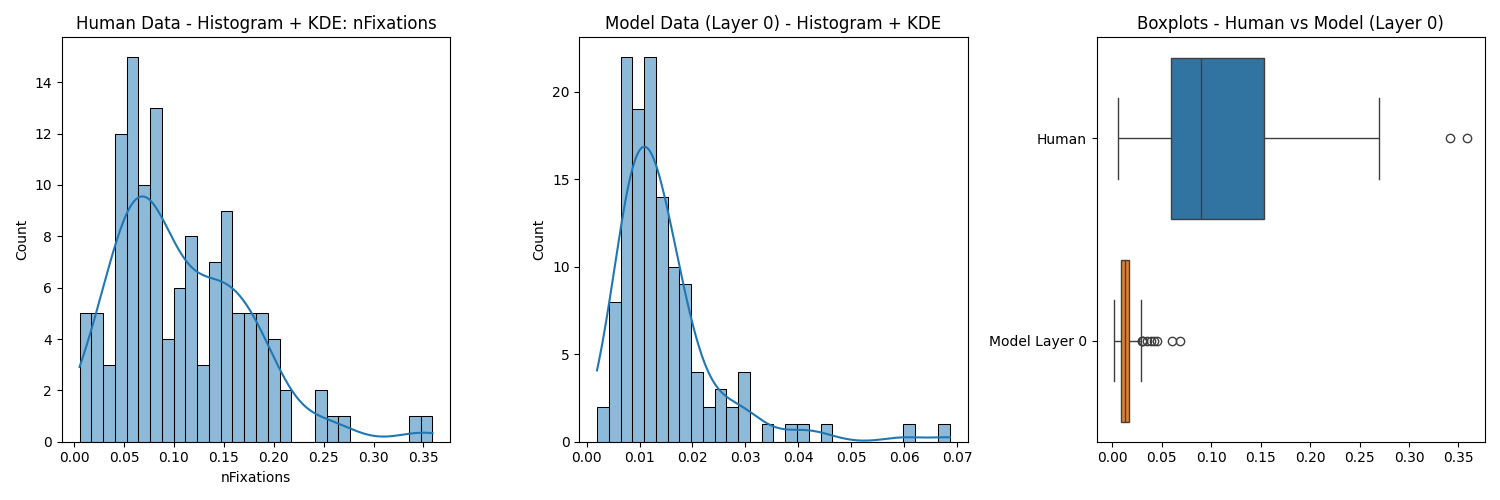 Human Data - Histogram + KDE: nFixations
Count
14
12
10
8
6
4
2
0
0.00 0.05 0.10 0.15 0.20 0.25 0.30 0.35
nFixations
Model Data (Layer 0) - Histogram + KDE
Count
20
15
10
5
0
0.00 0.01 0.02 0.03 0.04 0.05 0.06 0.07
Boxplots - Human vs Model (Layer 0)
Human
Model Layer 0
0.00 0.05 0.10 0.15 0.20 0.25 0.30 0.35